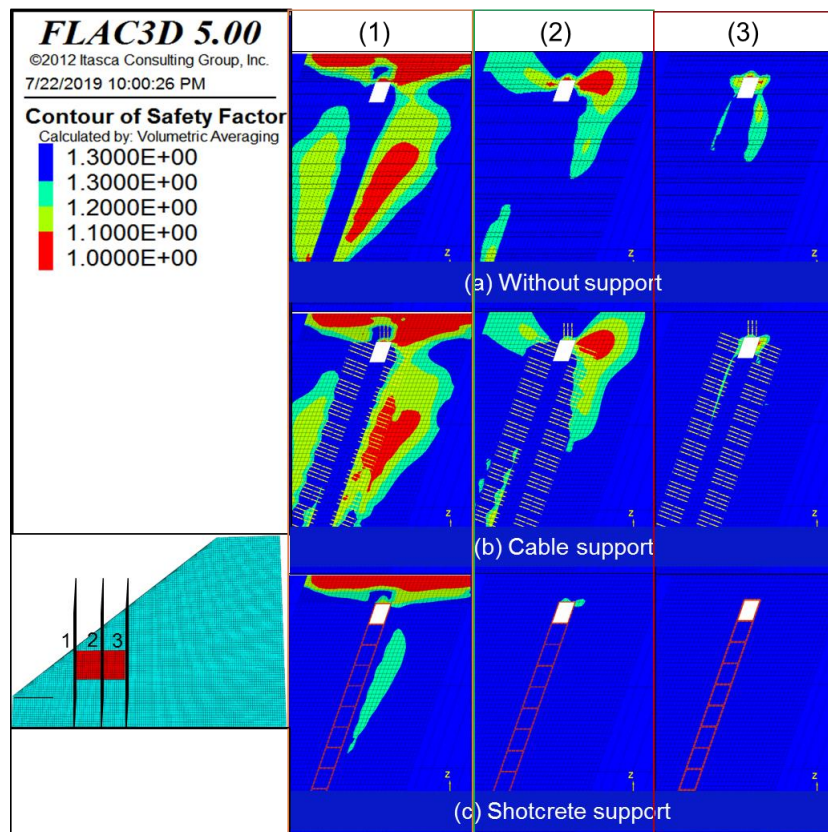 FLAC3D 5.00
©2012 Itasca Consulting Group, Inc.
7/22/2019 10:00:26 PM
Contour of Safety Factor
Calculated by: Volumetric Averaging
1.3000E+00
1.3000E+00
1.2000E+00
1.1000E+00
1.0000E+00
(1)
(2)
(3)
z
z
z
(a) Without support
z
z
z
(b) Cable support
z
z
z
(c) Shotcrete support
1
2
3